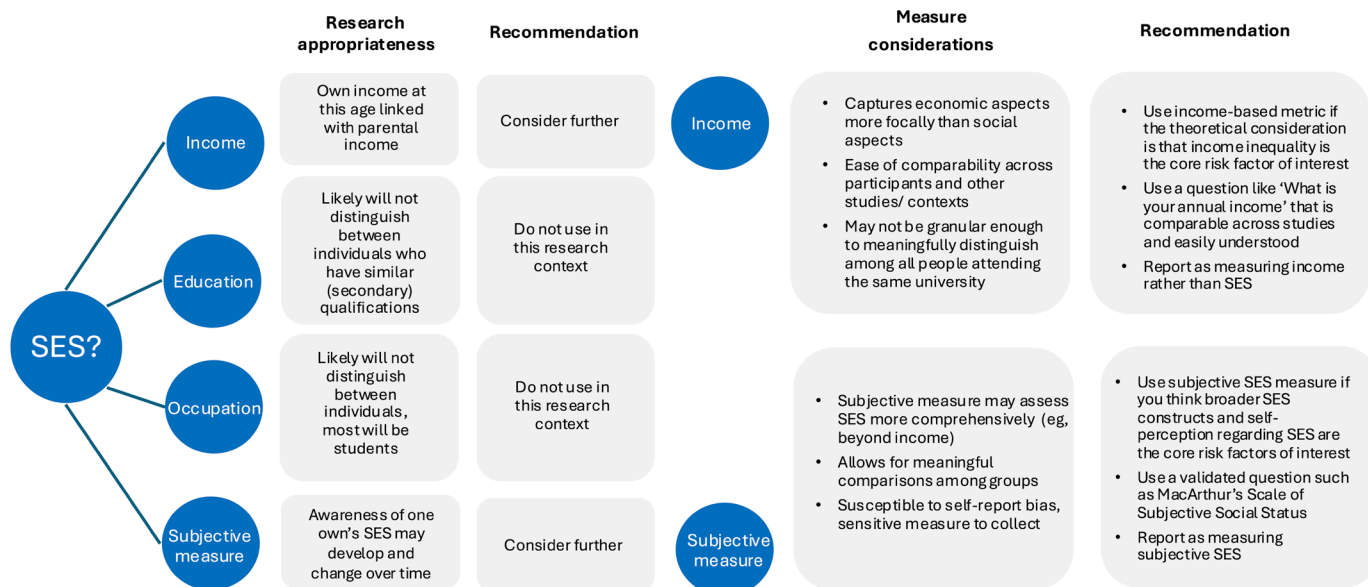 Research
appropriateness
Recommendation
Measure
considerations
Recommendation
SES?
Income
Own income at
this age linked
with parental
income
Consider further
Education
Likely will not
distinguish
between
individuals who
have similar
(secondary)
qualifications
Do not use in
this research
context
Occupation
Likely will not
distinguish
between
individuals,
most will be
students
Do not use in
this research
context
Subjective
measure
Awareness of one
own's SES may
develop and
change over time
Consider further
Income
• Captures economic aspects
more focally than social
aspects
• Ease of comparability across
participants and other
studies/ contexts
• May not be granular enough
to meaningfully distinguish
among all people attending
the same university
• Use income-based metric if
the theoretical consideration
is that income inequality is
the core risk factor of interest
• Use a question like ‘What is
your annual income’ that is
comparable across studies
and easily understood
• Report as measuring income
rather than SES
Subjective
measure
• Subjective measure may assess
SES more comprehensively (eg,
beyond income)
• Allows for meaningful
comparisons among groups
• Susceptible to self-report bias,
sensitive measure to collect
• Use subjective SES measure if
you think broader SES
constructs and self-
perception regarding SES are
the core risk factors of interest
• Use a validated question such
as MacArthur's Scale of
Subjective Social Status
• Report as measuring
subjective SES